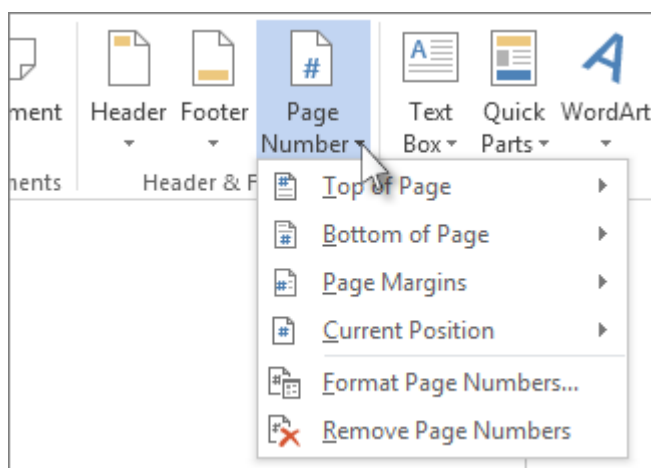 ment Header Footer Page Number Text Box Quick Parts WordArt
ments Header & F
Top of Page
Bottom of Page
Page Margins
Current Position
Format Page Numbers...
Remove Page Numbers